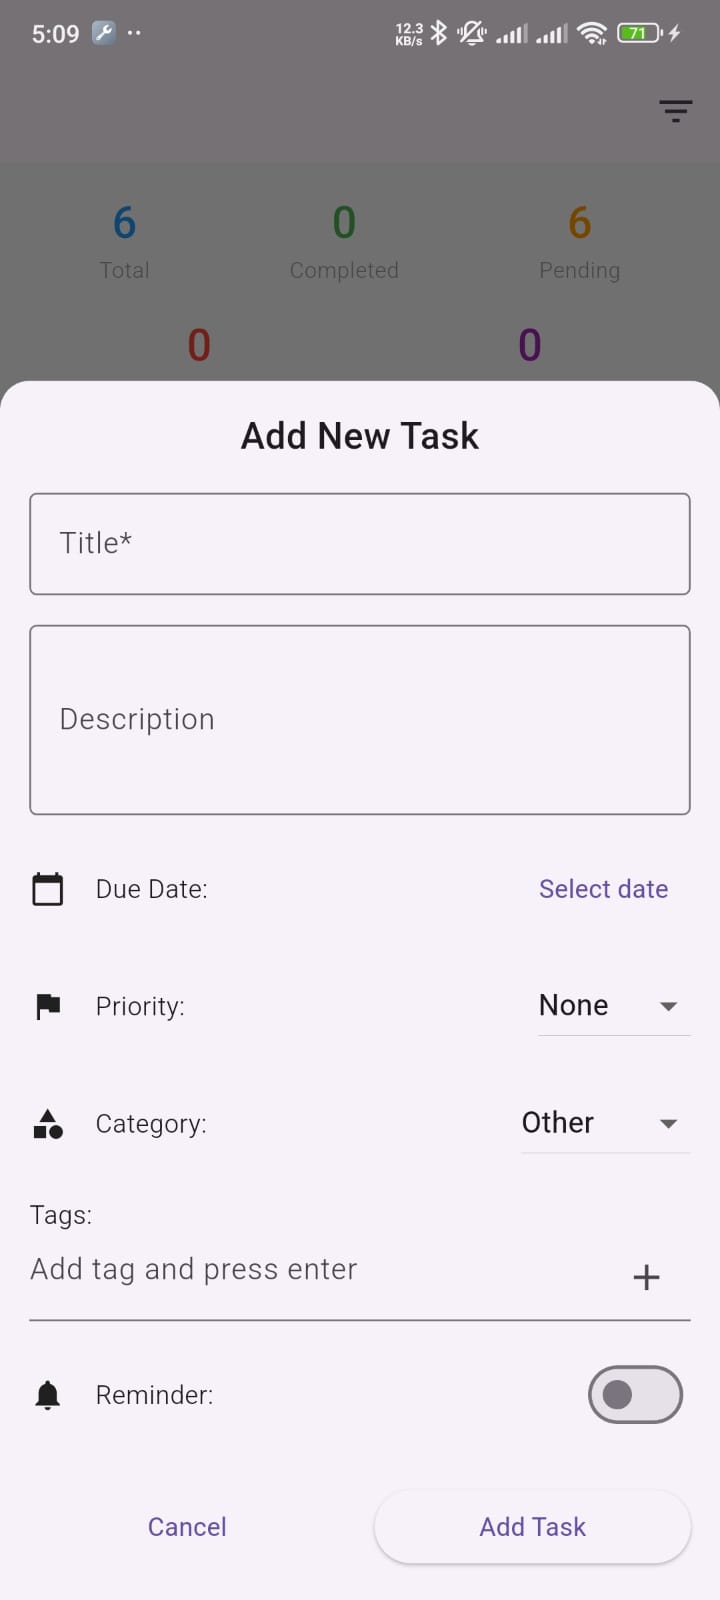 5:09
12.3
KB/s
71
6 0 6
Total Completed Pending
0 0
Add New Task
Title*
Description
Due Date: Select date
Priority: None
Category: Other
Tags:
Add tag and press enter
Reminder:
Cancel Add Task